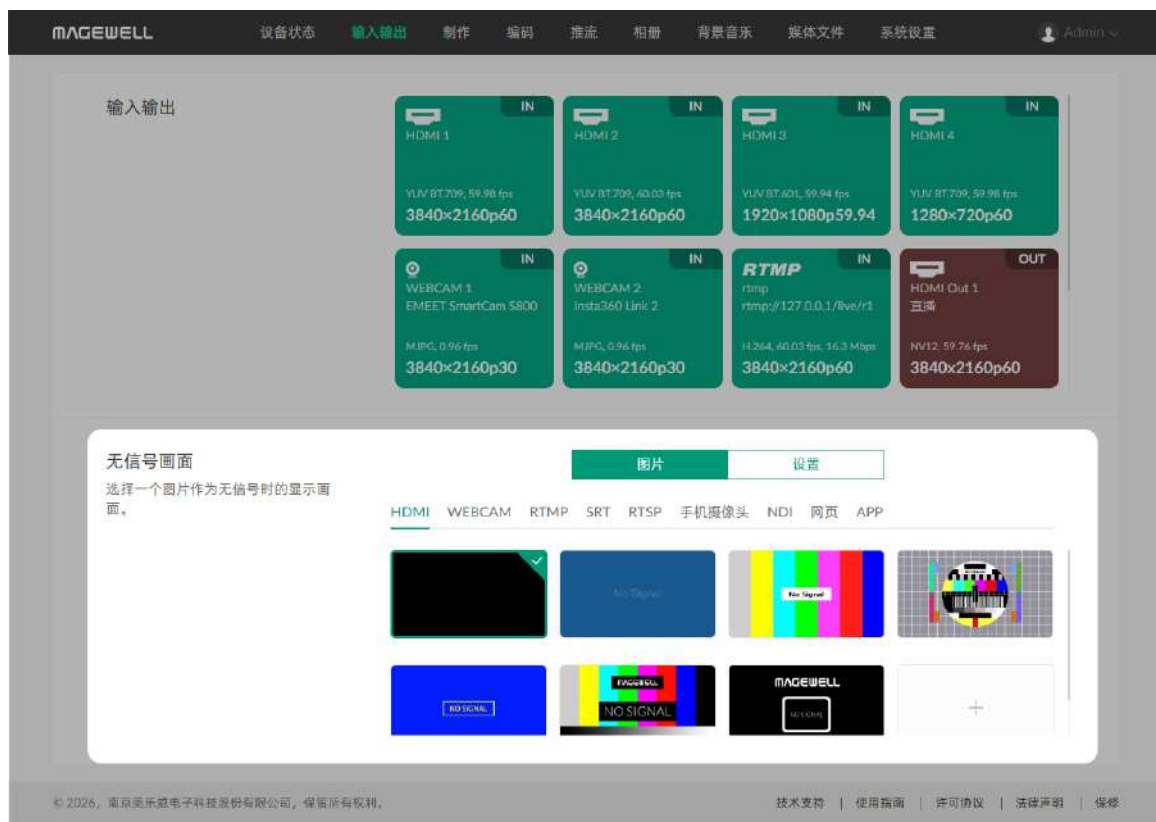 MAGEWELL 设备状态 输入输出 制作 编码 推流 相册 背景音乐 媒体文件 系统设置 Admin
输入输出
IN IN IN IN
HDMI 1 HDMI 2 HDMI 3 HDMI 4
YUV BT.709, 59.98 fps YUV BT.709, 60.03 fps YUV BT.601, 59.94 fps YUV BT.709, 59.98 fps
3840×2160p60 3840×2160p60 1920×1080p59.94 1280×720p60
IN IN RTMP IN OUT
WEBCAM 1 WEBCAM 2 rtmp HDMI Out 1
EMEET SmartCam S800 Insta360 Link 2 rtmp://127.0.0.1/live/r1 直播
MJPG, 0.96 fps MJPG, 0.96 fps H.264, 60.03 fps, 16.3 Mbps NV12, 59.76 fps
3840×2160p30 3840×2160p30 3840×2160p60 3840x2160p60
无信号画面 图片 设置
选择一个图片作为无信号时的显示画
面。
HDMI WEBCAM RTMP SRT RTSP 手机摄像头 NDI 网页 APP
No Signal No Signal
MAGEWELL MAGEWELL
NO SIGNAL NO SIGNAL NO SIGNAL
© 2026，南京美乐威电子科技股份有限公司，保留所有权利。 技术支持 | 使用指南 | 许可协议 | 法律声明 | 保修